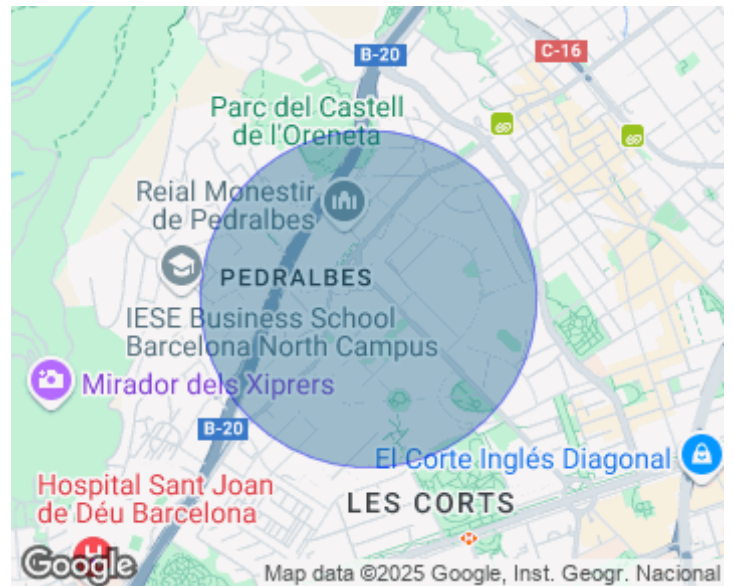 B-20
C-16
Parc del Castell
de l'Oreneta
Reial Monestir
de Pedralbes
PEDRALBES
IESE Business School
Barcelona North Campus
Mirador dels Xiprers
B-20
El Corte Inglés Diagonal
Hospital Sant Joan
de Déu Barcelona
LES CORTS
H
Google
Map data ©2025 Google, Inst. Geogr. Nacional